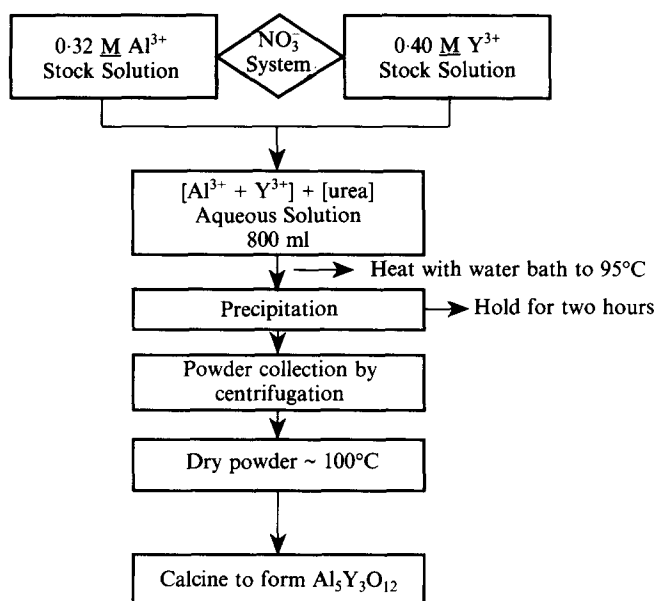 0·32 M Al³⁺
Stock Solution
NO₃⁻
System
0·40 M Y³⁺
Stock Solution
[Al³⁺ + Y³⁺] + [urea]
Aqueous Solution
800 ml
Heat with water bath to 95°C
Precipitation
Hold for two hours
Powder collection by
centrifugation
Dry powder ~ 100°C
Calcine to form Al₅Y₃O₁₂